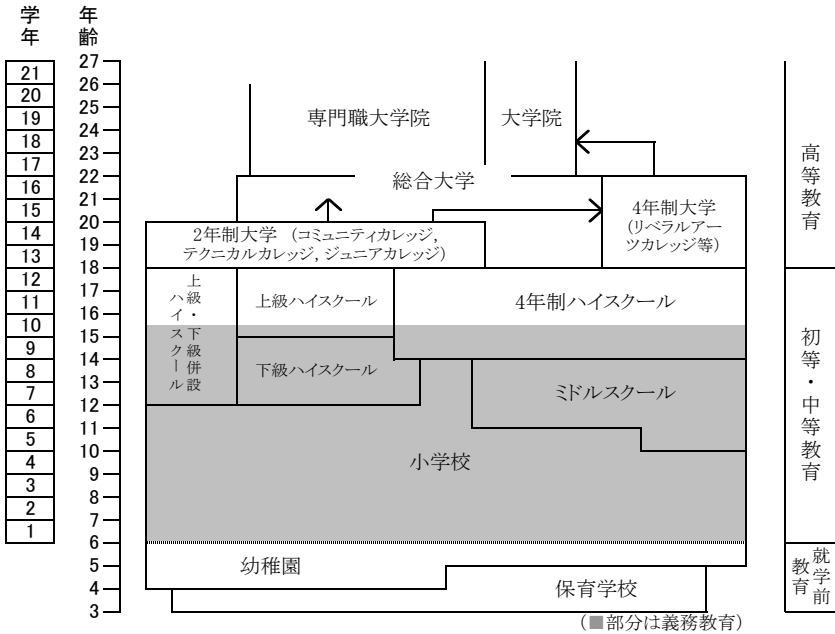 学年
年齢
21
20
19
18
17
16
15
14
13
12
11
10
9
8
7
6
5
4
3
2
1
27
26
25
24
23
22
21
20
19
18
17
16
15
14
13
12
11
10
9
8
7
6
5
4
3
専門職大学院
大学院
総合大学
4年制大学
(リベラルアー
ツカレッジ等)
2年制大学 (コミュニティカレッジ,
テクニカルカレッジ, ジュニアカレッジ)
上級・下級併設
ハイスクール
上級ハイスクール
4年制ハイスクール
下級ハイスクール
ミドルスクール
小学校
幼稚園
保育学校
高等教育
初等・中等教育
就学前
教育
(■部分は義務教育)